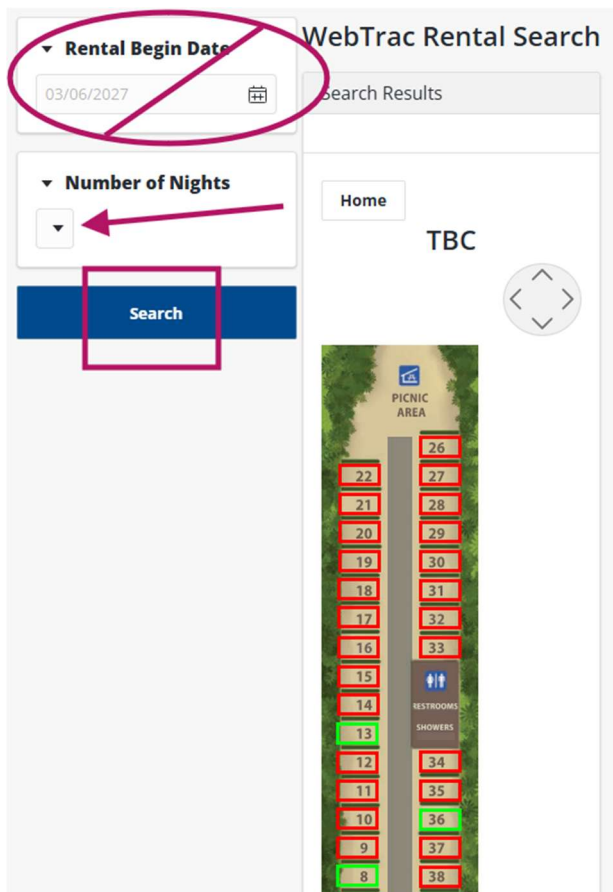 WebTrac Rental Search
Rental Begin Date
03/06/2027
Search Results
Number of Nights
Home
TBC
Search
PICNIC
AREA
26
22 27
21 28
20 29
19 30
18 31
17 32
16 33
15
14 RESTROOMS
13 SHOWERS
12 34
11 35
10 36
9 37
8 38